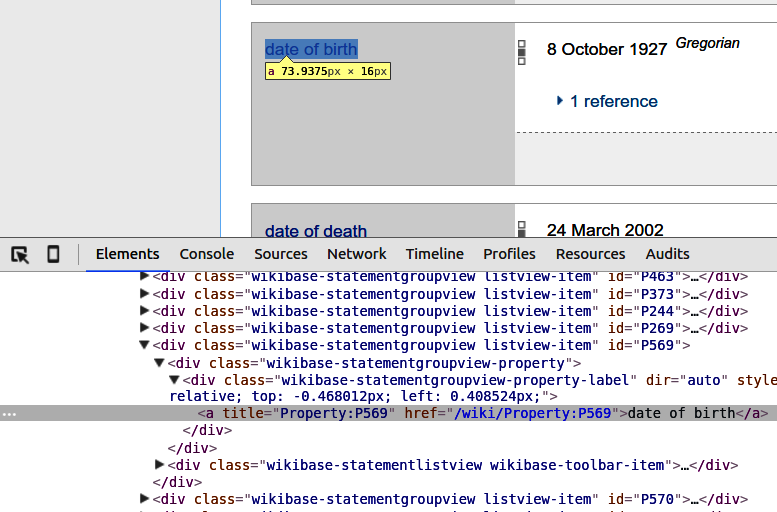 date of birth
8 October 1927 Gregorian
a 73.9375px × 16px
1 reference
date of death
24 March 2002
Elements Console Sources Network Timeline Profiles Resources Audits
<div class="wikibase-statementgroupview listview-item" id="P463">…</div>
<div class="wikibase-statementgroupview listview-item" id="P373">…</div>
<div class="wikibase-statementgroupview listview-item" id="P244">…</div>
<div class="wikibase-statementgroupview listview-item" id="P269">…</div>
<div class="wikibase-statementgroupview listview-item" id="P569">
<div class="wikibase-statementgroupview-property">
<div class="wikibase-statementgroupview-property-label" dir="auto" style
relative; top: -0.468012px; left: 0.408524px;">
… <a title="Property:P569" href="/wiki/Property:P569">date of birth</a>
</div>
</div>
<div class="wikibase-statementlistview wikibase-toolbar-item">…</div>
</div>
<div class="wikibase-statementgroupview listview-item" id="P570">…</div>